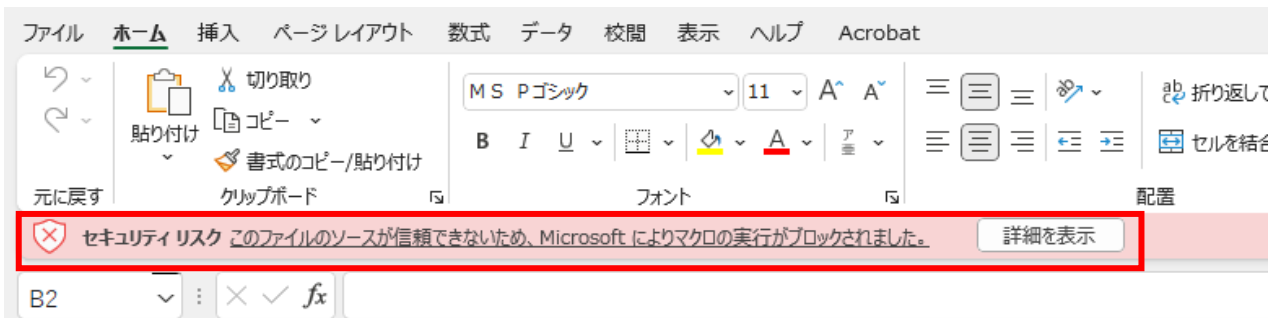 ファイル ホーム 挿入 ページ レイアウト 数式 データ 校閲 表示 ヘルプ Acrobat
切り取り
コピー
書式のコピー/貼り付け
貼り付け
元に戻す クリップボード
ＭＳ Ｐゴシック 11 A A
B I U A ア 亜
フォント
ab 折り返して
セルを結合
配置
セキュリティ リスク このファイルのソースが信頼できないため、Microsoft によりマクロの実行がブロックされました。 詳細を表示
B2 fx